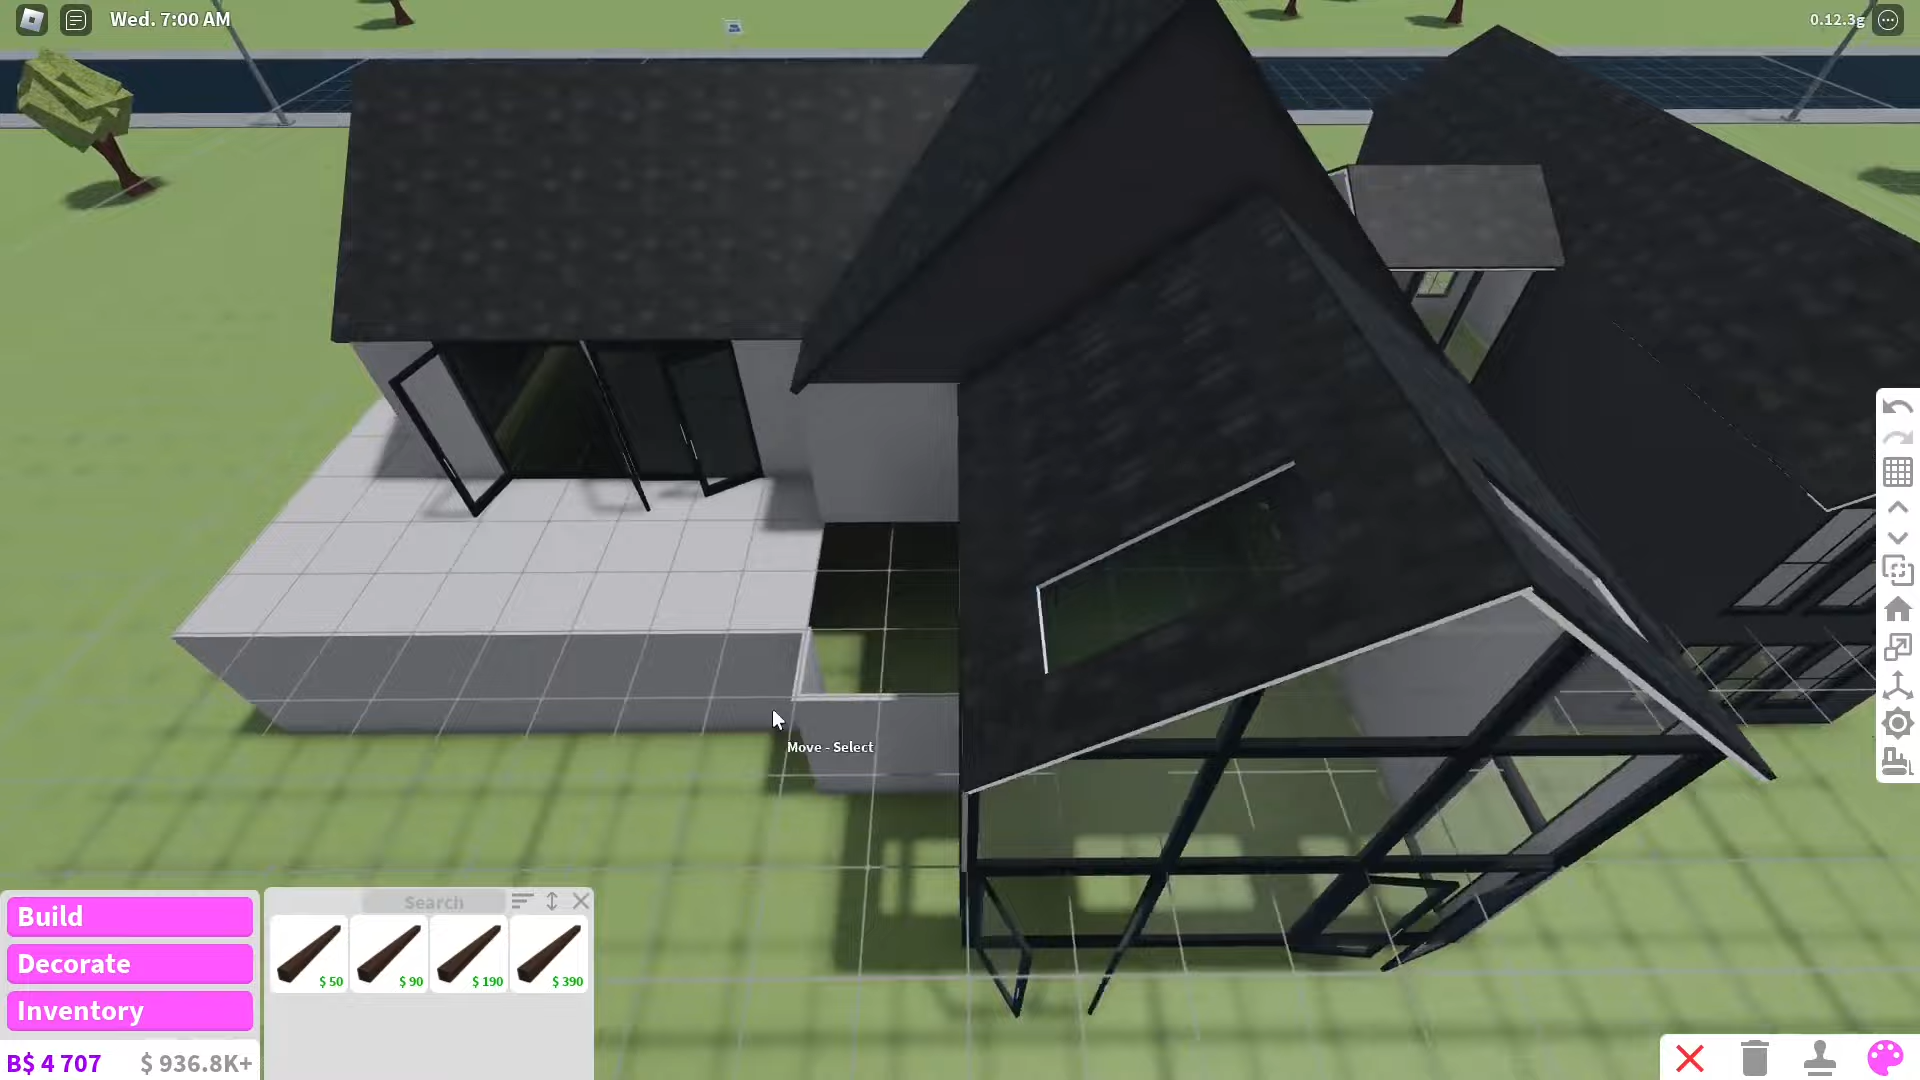 Wed. 7:00 AM
0.12.3g
Move - Select
Build
Decorate
Inventory
B$ 4 707
$ 936.8K+
Search
$ 50
$ 90
$ 190
$ 390